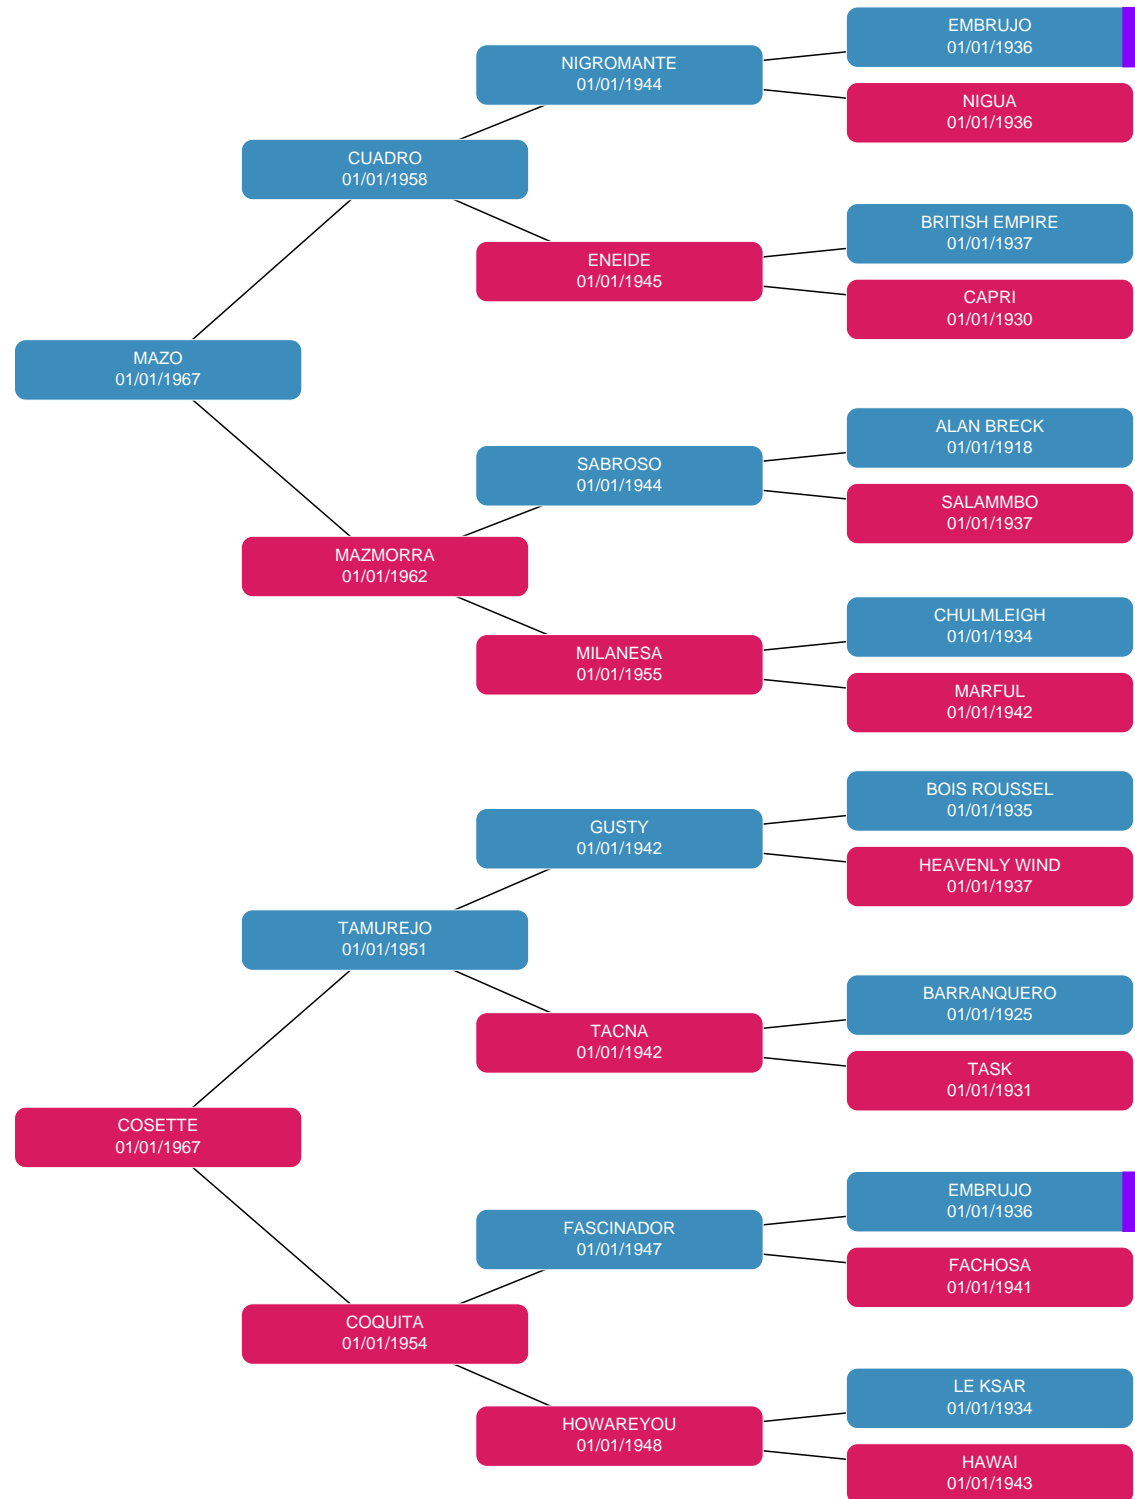 EMBRUJO
01/01/1936
NIGROMANTE
01/01/1944
NIGUA
01/01/1936
CUADRO
01/01/1958
BRITISH EMPIRE
01/01/1937
ENEIDE
01/01/1945
CAPRI
01/01/1930
MAZO
01/01/1967
ALAN BRECK
01/01/1918
SABROSO
01/01/1944
SALAMMBO
01/01/1937
MAZMORRA
01/01/1962
CHULMLEIGH
01/01/1934
MILANESA
01/01/1955
MARFUL
01/01/1942
BOIS ROUSSEL
01/01/1935
GUSTY
01/01/1942
HEAVENLY WIND
01/01/1937
TAMUREJO
01/01/1951
BARRANQUERO
01/01/1925
TACNA
01/01/1942
TASK
01/01/1931
COSETTE
01/01/1967
EMBRUJO
01/01/1936
FASCINADOR
01/01/1947
FACHOSA
01/01/1941
COQUITA
01/01/1954
LE KSAR
01/01/1934
HOWAREYOU
01/01/1948
HAWAI
01/01/1943